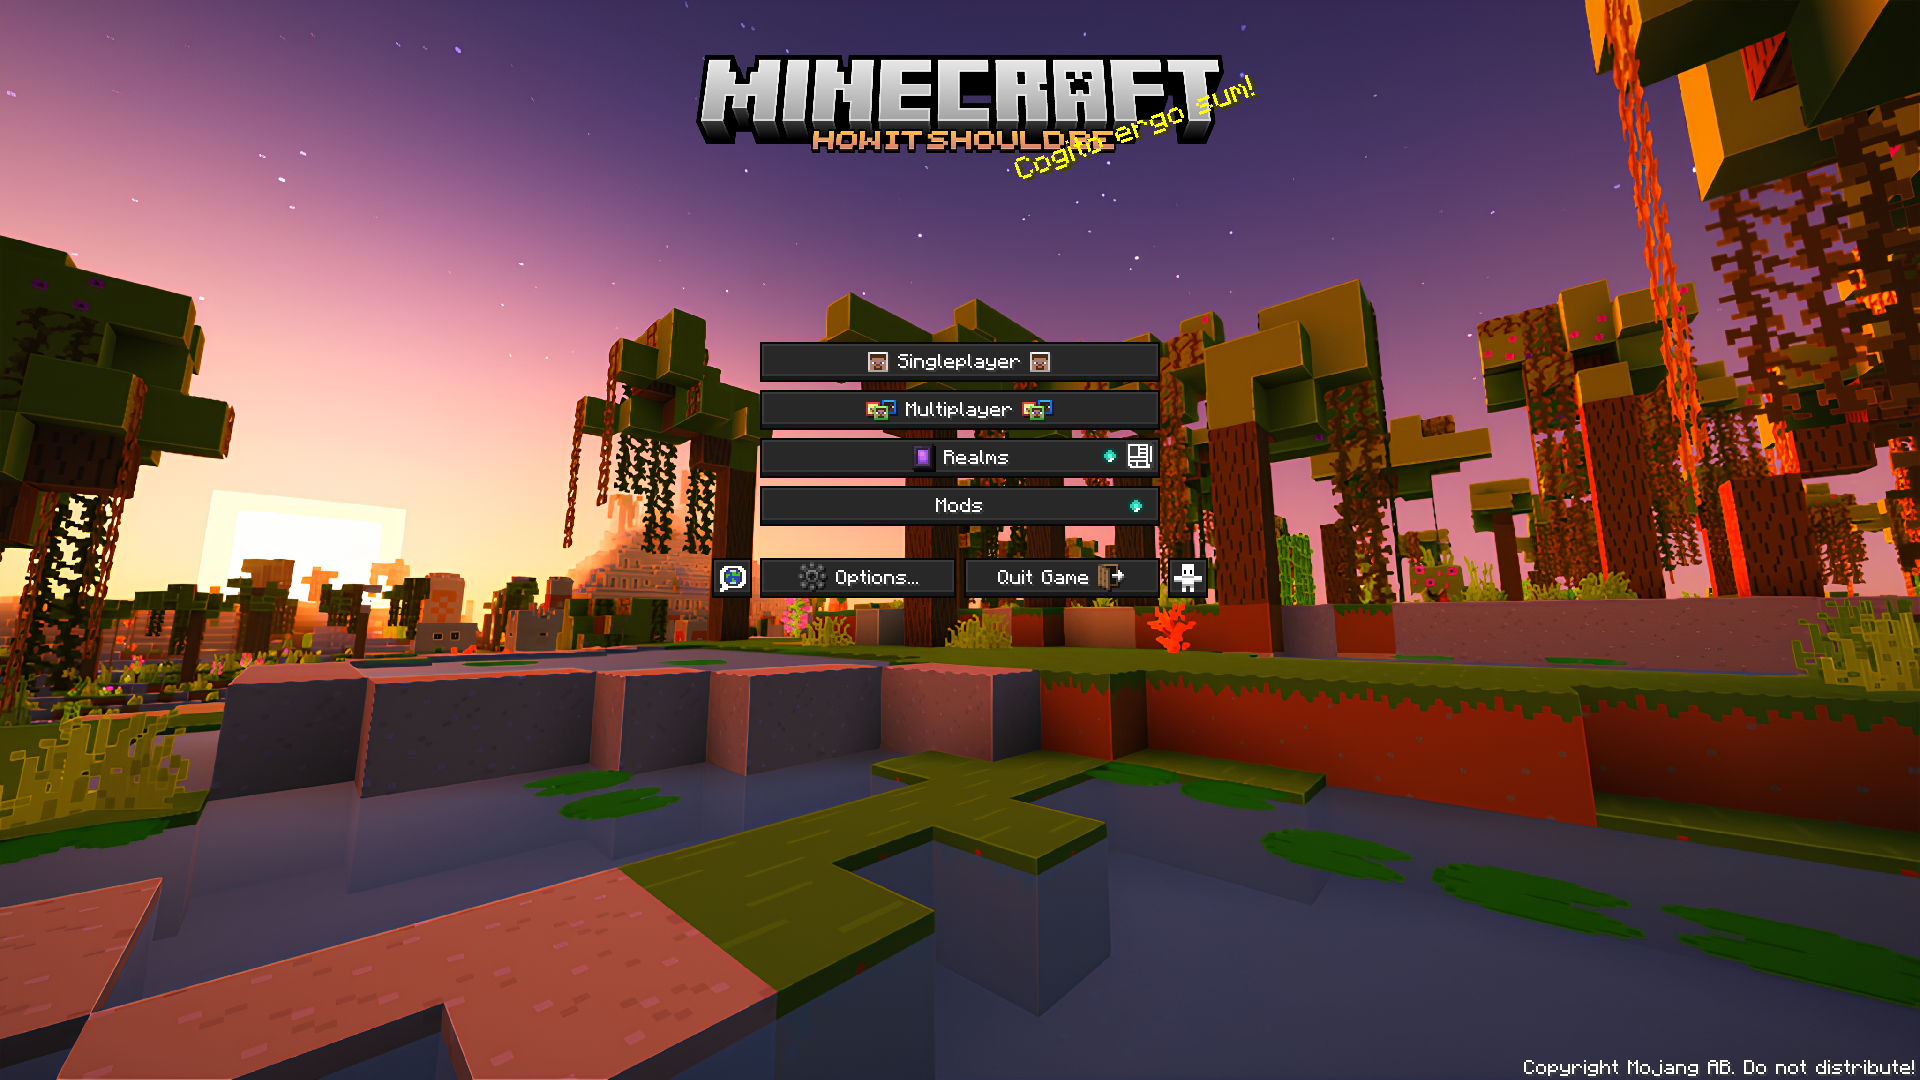 MINECRAFT
HOW IT SHOULD BE
Cogito ergo sum!
Singleplayer
Multiplayer
Realms
Mods
Options...
Quit Game
Copyright Mojang AB. Do not distribute!